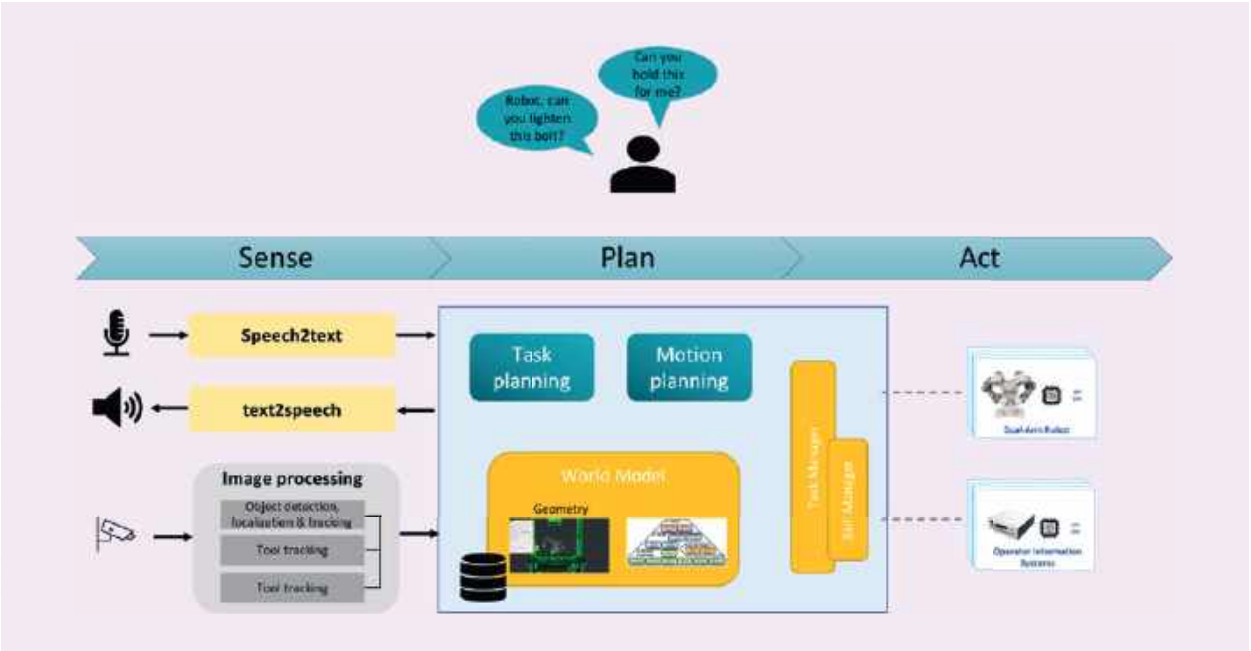 Can you
hold this
for me?
Robot, can
you tighten
this bolt?
Sense
Plan
Act
Speech2text
text2speech
Image processing
Object detection,
localisation & tracking
Tool tracking
Tool tracking
Task
planning
Motion
planning
World Model
Geometry
Task Manager
Manager
Dual-Arm Robot
Operator Information
Systems